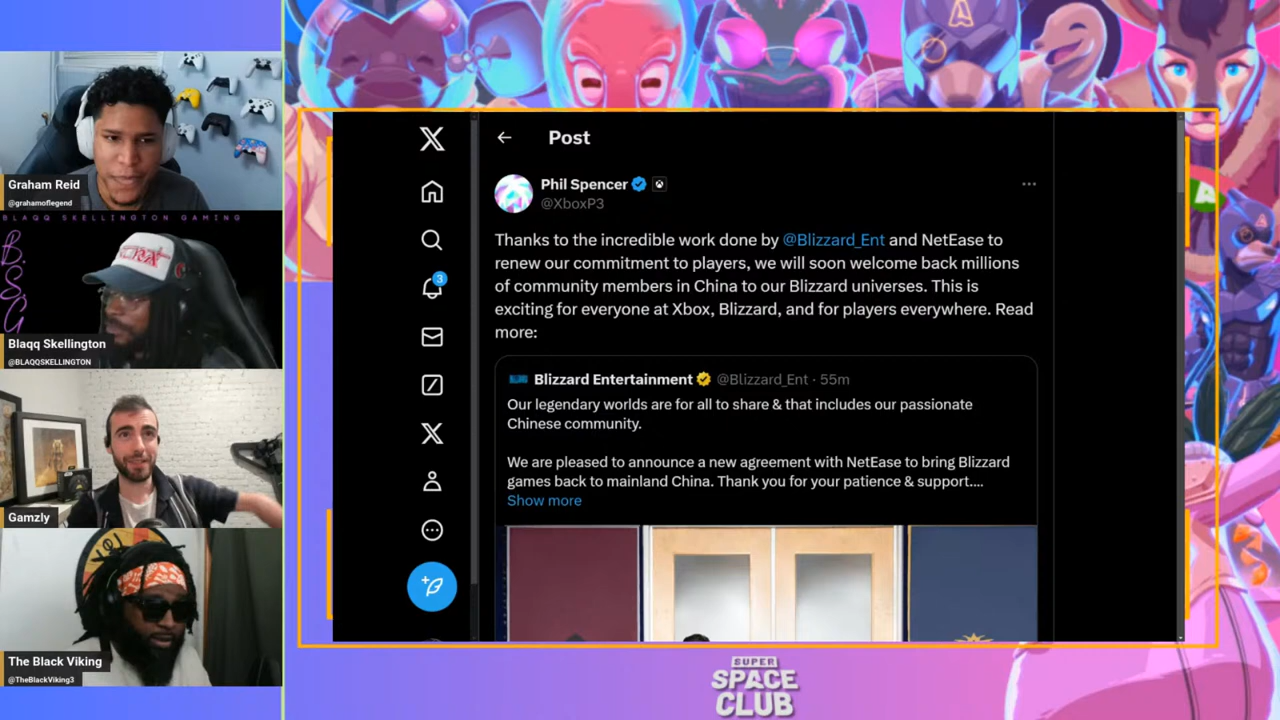 Graham Reid
@grahamoflegend
BLAQQ SKELLINGTON GAMING
B.S.G
Blaqq Skellington
@BLAQQSKELLINGTON
Gamzly
The Black Viking
@TheBlackViking3
Post
Phil Spencer
@XboxP3
Thanks to the incredible work done by @Blizzard_Ent and NetEase to
renew our commitment to players, we will soon welcome back millions
of community members in China to our Blizzard universes. This is
exciting for everyone at Xbox, Blizzard, and for players everywhere. Read
more:
3
Blizzard Entertainment @Blizzard_Ent · 55m
Our legendary worlds are for all to share & that includes our passionate
Chinese community.
We are pleased to announce a new agreement with NetEase to bring Blizzard
games back to mainland China. Thank you for your patience & support....
Show more
SUPER
SPACE
CLUB